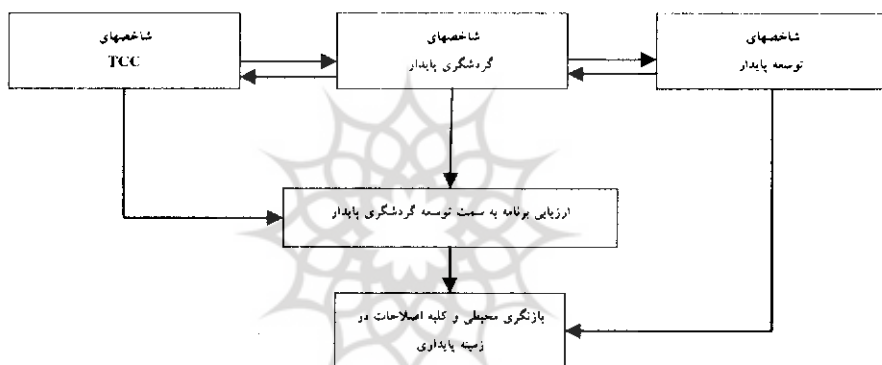 شاخصهای
توسعه پایدار
شاخصهای
گردشگری پایدار
شاخصهای
TCC
ارزیابی برنامه به سمت توسعه گردشگری پایدار
بازنگری محیطی و کلیه اصلاحات در
زمینه پایداری